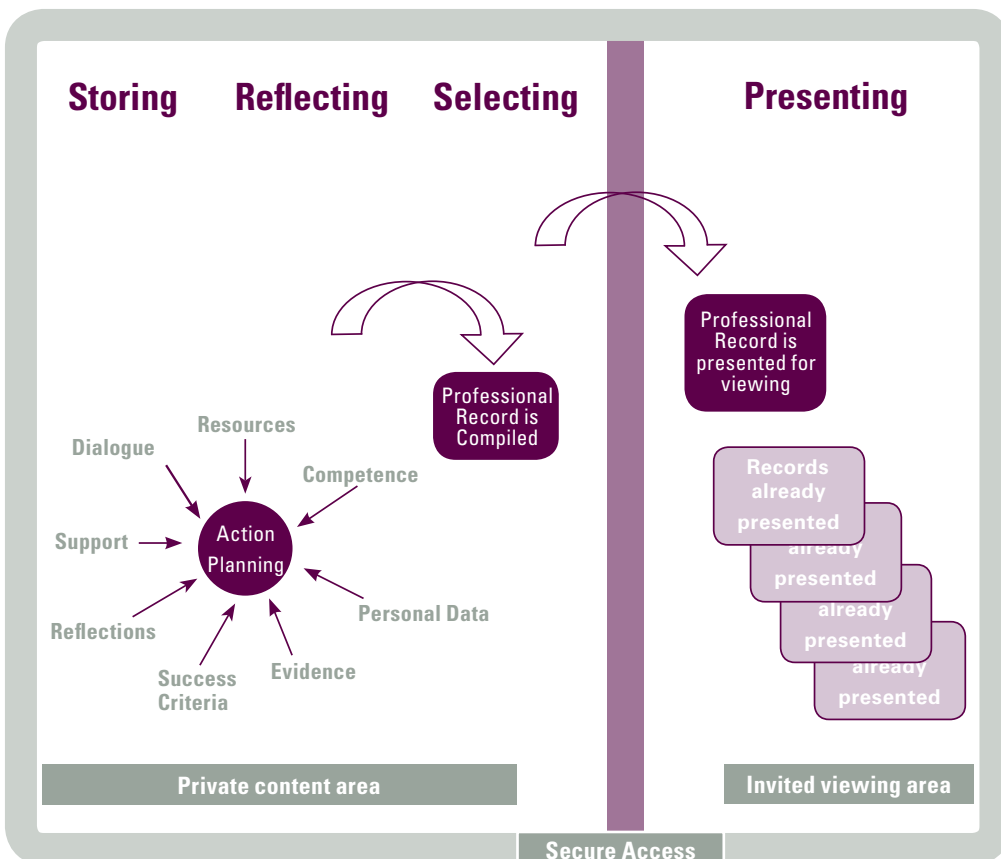 Storing
Reflecting
Selecting
Presenting
Professional
Record is
presented for
viewing
Professional
Record is
Compiled
Resources
Dialogue
Competence
Support
Action
Planning
Reflections
Personal Data
Success
Criteria
Evidence
Records
already
presented
already
presented
already
presented
already
presented
Private content area
Invited viewing area
Secure Access